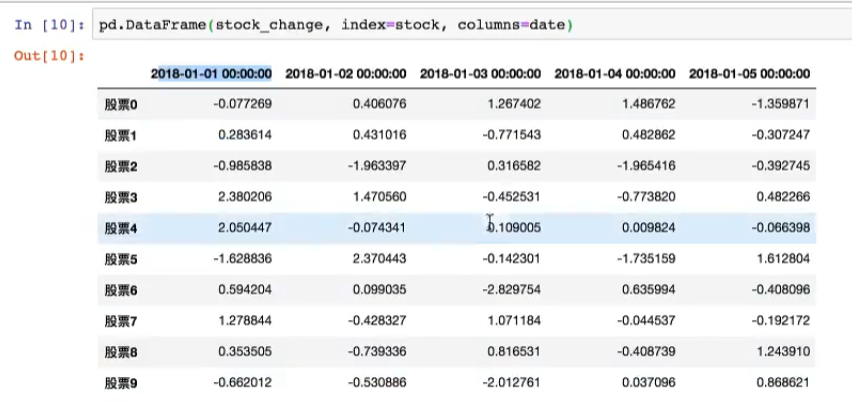 In [10]: pd.DataFrame(stock_change, index=stock, columns=date)
Out[10]:
2018-01-01 00:00:00 2018-01-02 00:00:00 2018-01-03 00:00:00 2018-01-04 00:00:00 2018-01-05 00:00:00
股票0 -0.077269 0.406076 1.267402 1.486762 -1.359871
股票1 0.283614 0.431016 -0.771543 0.482862 -0.307247
股票2 -0.985838 -1.963397 0.316582 -1.965416 -0.392745
股票3 2.380206 1.470560 -0.452531 -0.773820 0.482266
股票4 2.050447 -0.074341 0.109005 0.009824 -0.066398
股票5 -1.628836 2.370443 -0.142301 -1.735159 1.612804
股票6 0.594204 0.099035 -2.829754 0.635994 -0.408096
股票7 1.278844 -0.428327 1.071184 -0.044537 -0.192172
股票8 0.353505 -0.739336 0.816531 -0.408739 1.243910
股票9 -0.662012 -0.530886 -2.012761 0.037096 0.868621